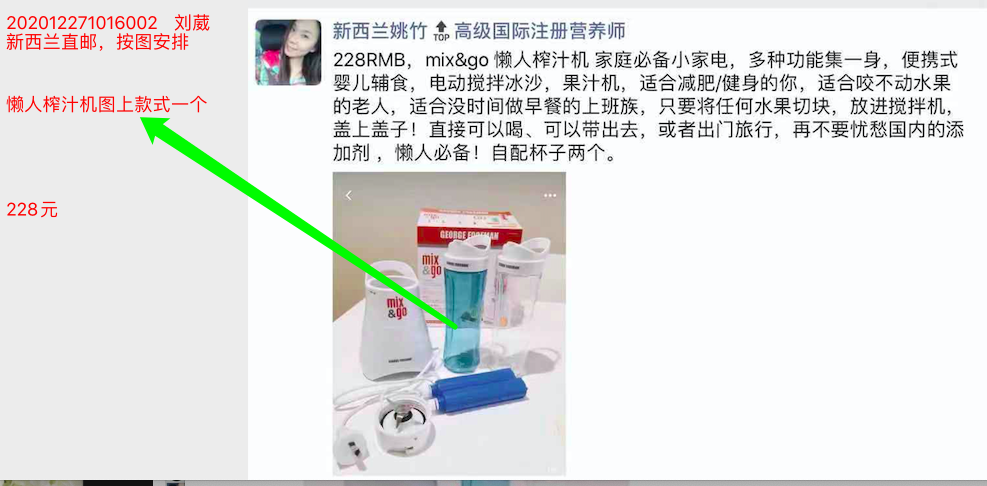 202012271016002 刘葳
新西兰直邮，按图安排
懒人榨汁机图上款式一个
228元
新西兰姚竹TOP高级国际注册营养师
228RMB，mix&go 懒人榨汁机 家庭必备小家电，多种功能集一身，便携式
婴儿辅食，电动搅拌冰沙，果汁机，适合减肥/健身的你，适合咬不动水果
的老人，适合没时间做早餐的上班族，只要将任何水果切块，放进搅拌机，
盖上盖子！直接可以喝、可以带出去，或者出门旅行，再不要忧愁国内的添
加剂 ，懒人必备！自配杯子两个。
GEORGE FOREMAN
mix
&go
mix
&go